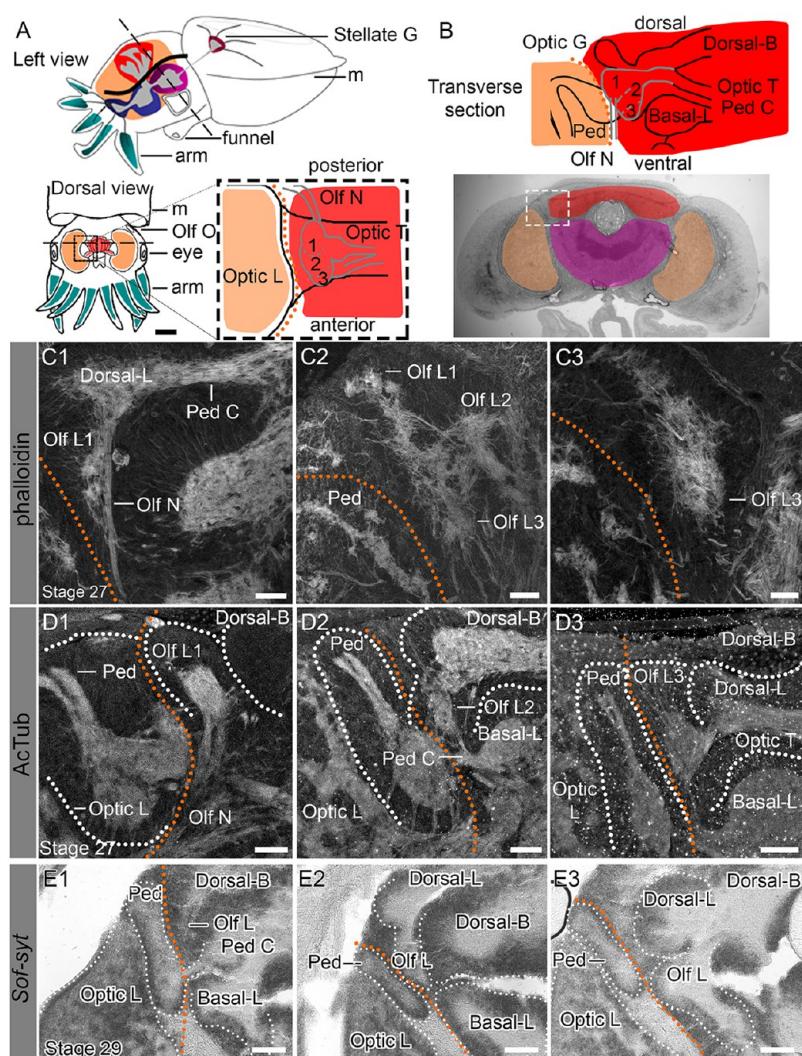 A
Left view
Stellate G
m
funnel
arm
Dorsal view
m
Olf O
eye
arm
posterior
Olf N
Optic T
1
2
3
Optic L
anterior
B
dorsal
Optic G
Dorsal-B
Transverse
section
1
2
3
Optic T
Ped C
Ped
Basal-L
Olf N
ventral
phalloidin
C1
Dorsal-L
Ped C
Olf L1
Olf N
Stage 27
C2
Olf L1
Olf L2
Ped
Olf L3
C3
Olf L3
AcTub
D1
Dorsal-B
Olf L1
Ped
Optic L
Olf N
Stage 27
D2
Dorsal-B
Ped
Olf L2
Basal-L
Ped C
Optic L
D3
Dorsal-B
Ped
Olf L3
Dorsal-L
Optic T
Optic
L
Basal-L
Sof-syt
E1
Ped
Dorsal-B
Olf L
Ped C
Optic L
Basal-L
Stage 29
E2
Dorsal-L
Dorsal-B
Ped
Olf L
Optic L
Basal-L
E3
Dorsal-L
Dorsal-B
Ped
Olf L
Optic L